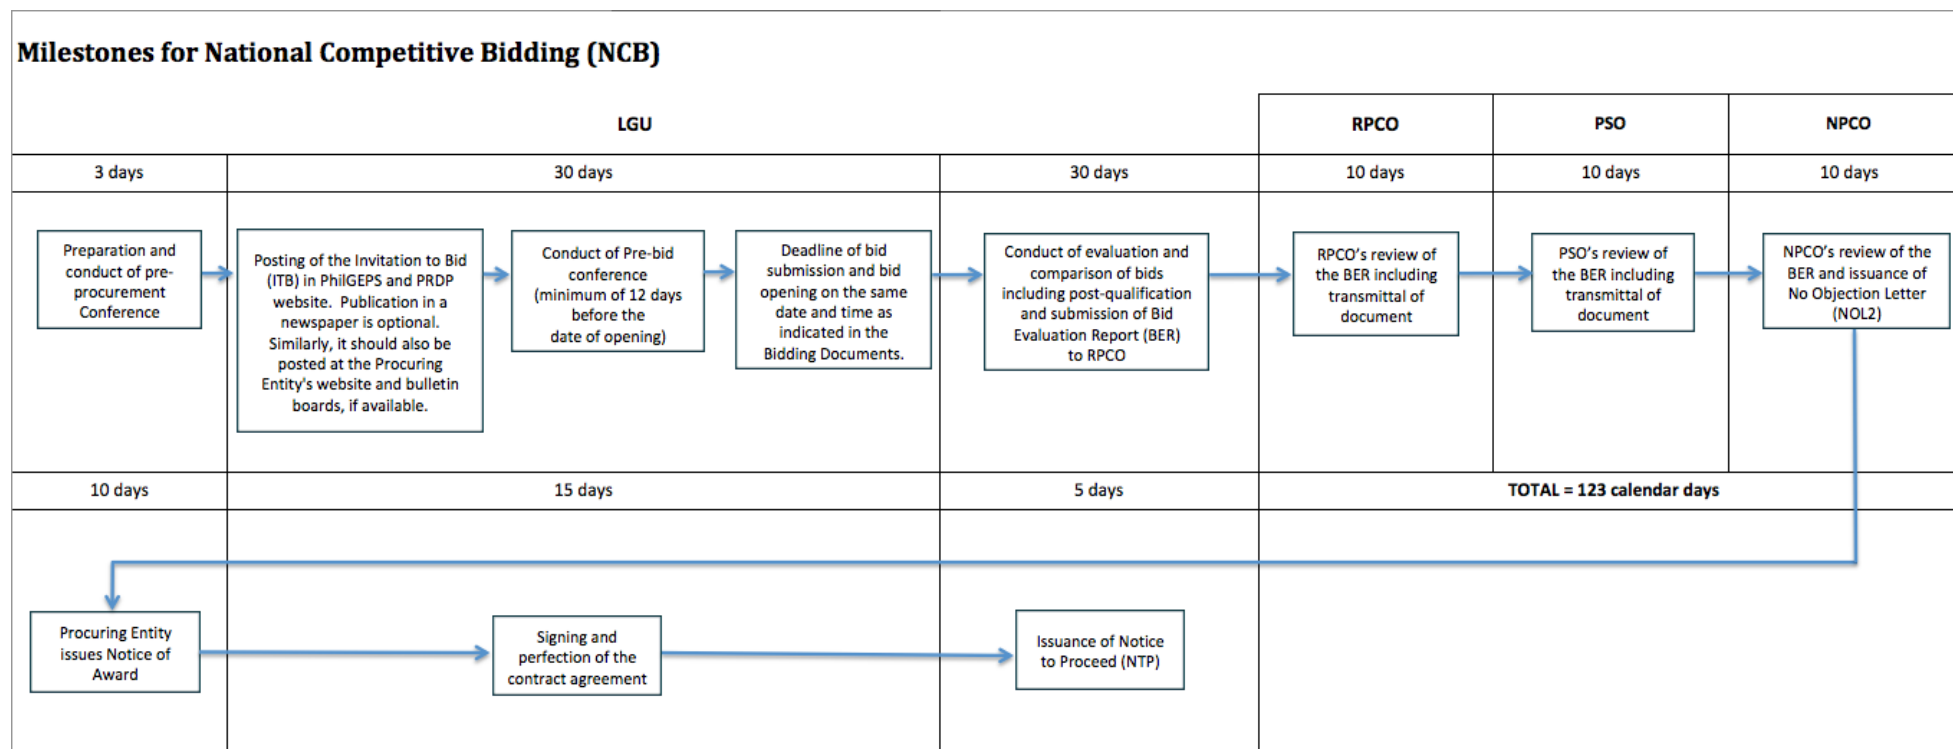 Milestones for National Competitive Bidding (NCB)
LGU
RPCO
PSO
NPCO
3 days
30 days
30 days
10 days
10 days
10 days
Preparation and
conduct of pre-
procurement
Conference
Posting of the Invitation to Bid
(ITB) in PhilGEPS and PRDP
website.  Publication in a
newspaper is optional.
Similarly, it should also be
posted at the Procuring
Entity's website and bulletin
boards, if available.
Conduct of Pre-bid
conference
(minimum of 12 days
before the
date of opening)
Deadline of bid
submission and bid
opening on the same
date and time as
indicated in the
Bidding Documents.
Conduct of evaluation and
comparison of bids
including post-qualification
and submission of Bid
Evaluation Report (BER)
to RPCO
RPCO's review of
the BER including
transmittal of
document
PSO's review of
the BER including
transmittal of
document
NPCO's review of the
BER and issuance of
No Objection Letter
(NOL2)
10 days
15 days
5 days
TOTAL = 123 calendar days
Procuring Entity
issues Notice of
Award
Signing and
perfection of the
contract agreement
Issuance of Notice
to Proceed (NTP)